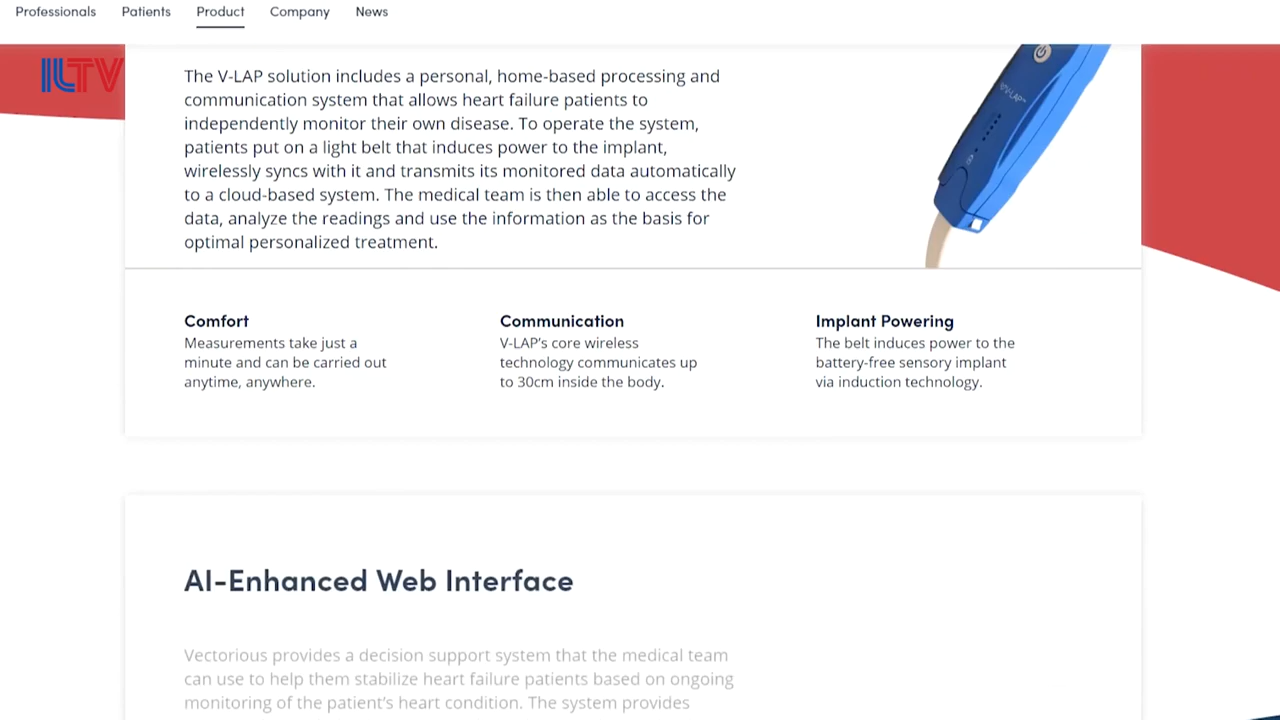 Professionals Patients Product Company News
ILTV
The V-LAP solution includes a personal, home-based processing and
communication system that allows heart failure patients to
independently monitor their own disease. To operate the system,
patients put on a light belt that induces power to the implant,
wirelessly syncs with it and transmits its monitored data automatically
to a cloud-based system. The medical team is then able to access the
data, analyze the readings and use the information as the basis for
optimal personalized treatment.
V-LAP™
Comfort
Measurements take just a
minute and can be carried out
anytime, anywhere.
Communication
V-LAP's core wireless
technology communicates up
to 30cm inside the body.
Implant Powering
The belt induces power to the
battery-free sensory implant
via induction technology.
AI-Enhanced Web Interface
Vectorious provides a decision support system that the medical team
can use to help them stabilize heart failure patients based on ongoing
monitoring of the patient's heart condition. The system provides